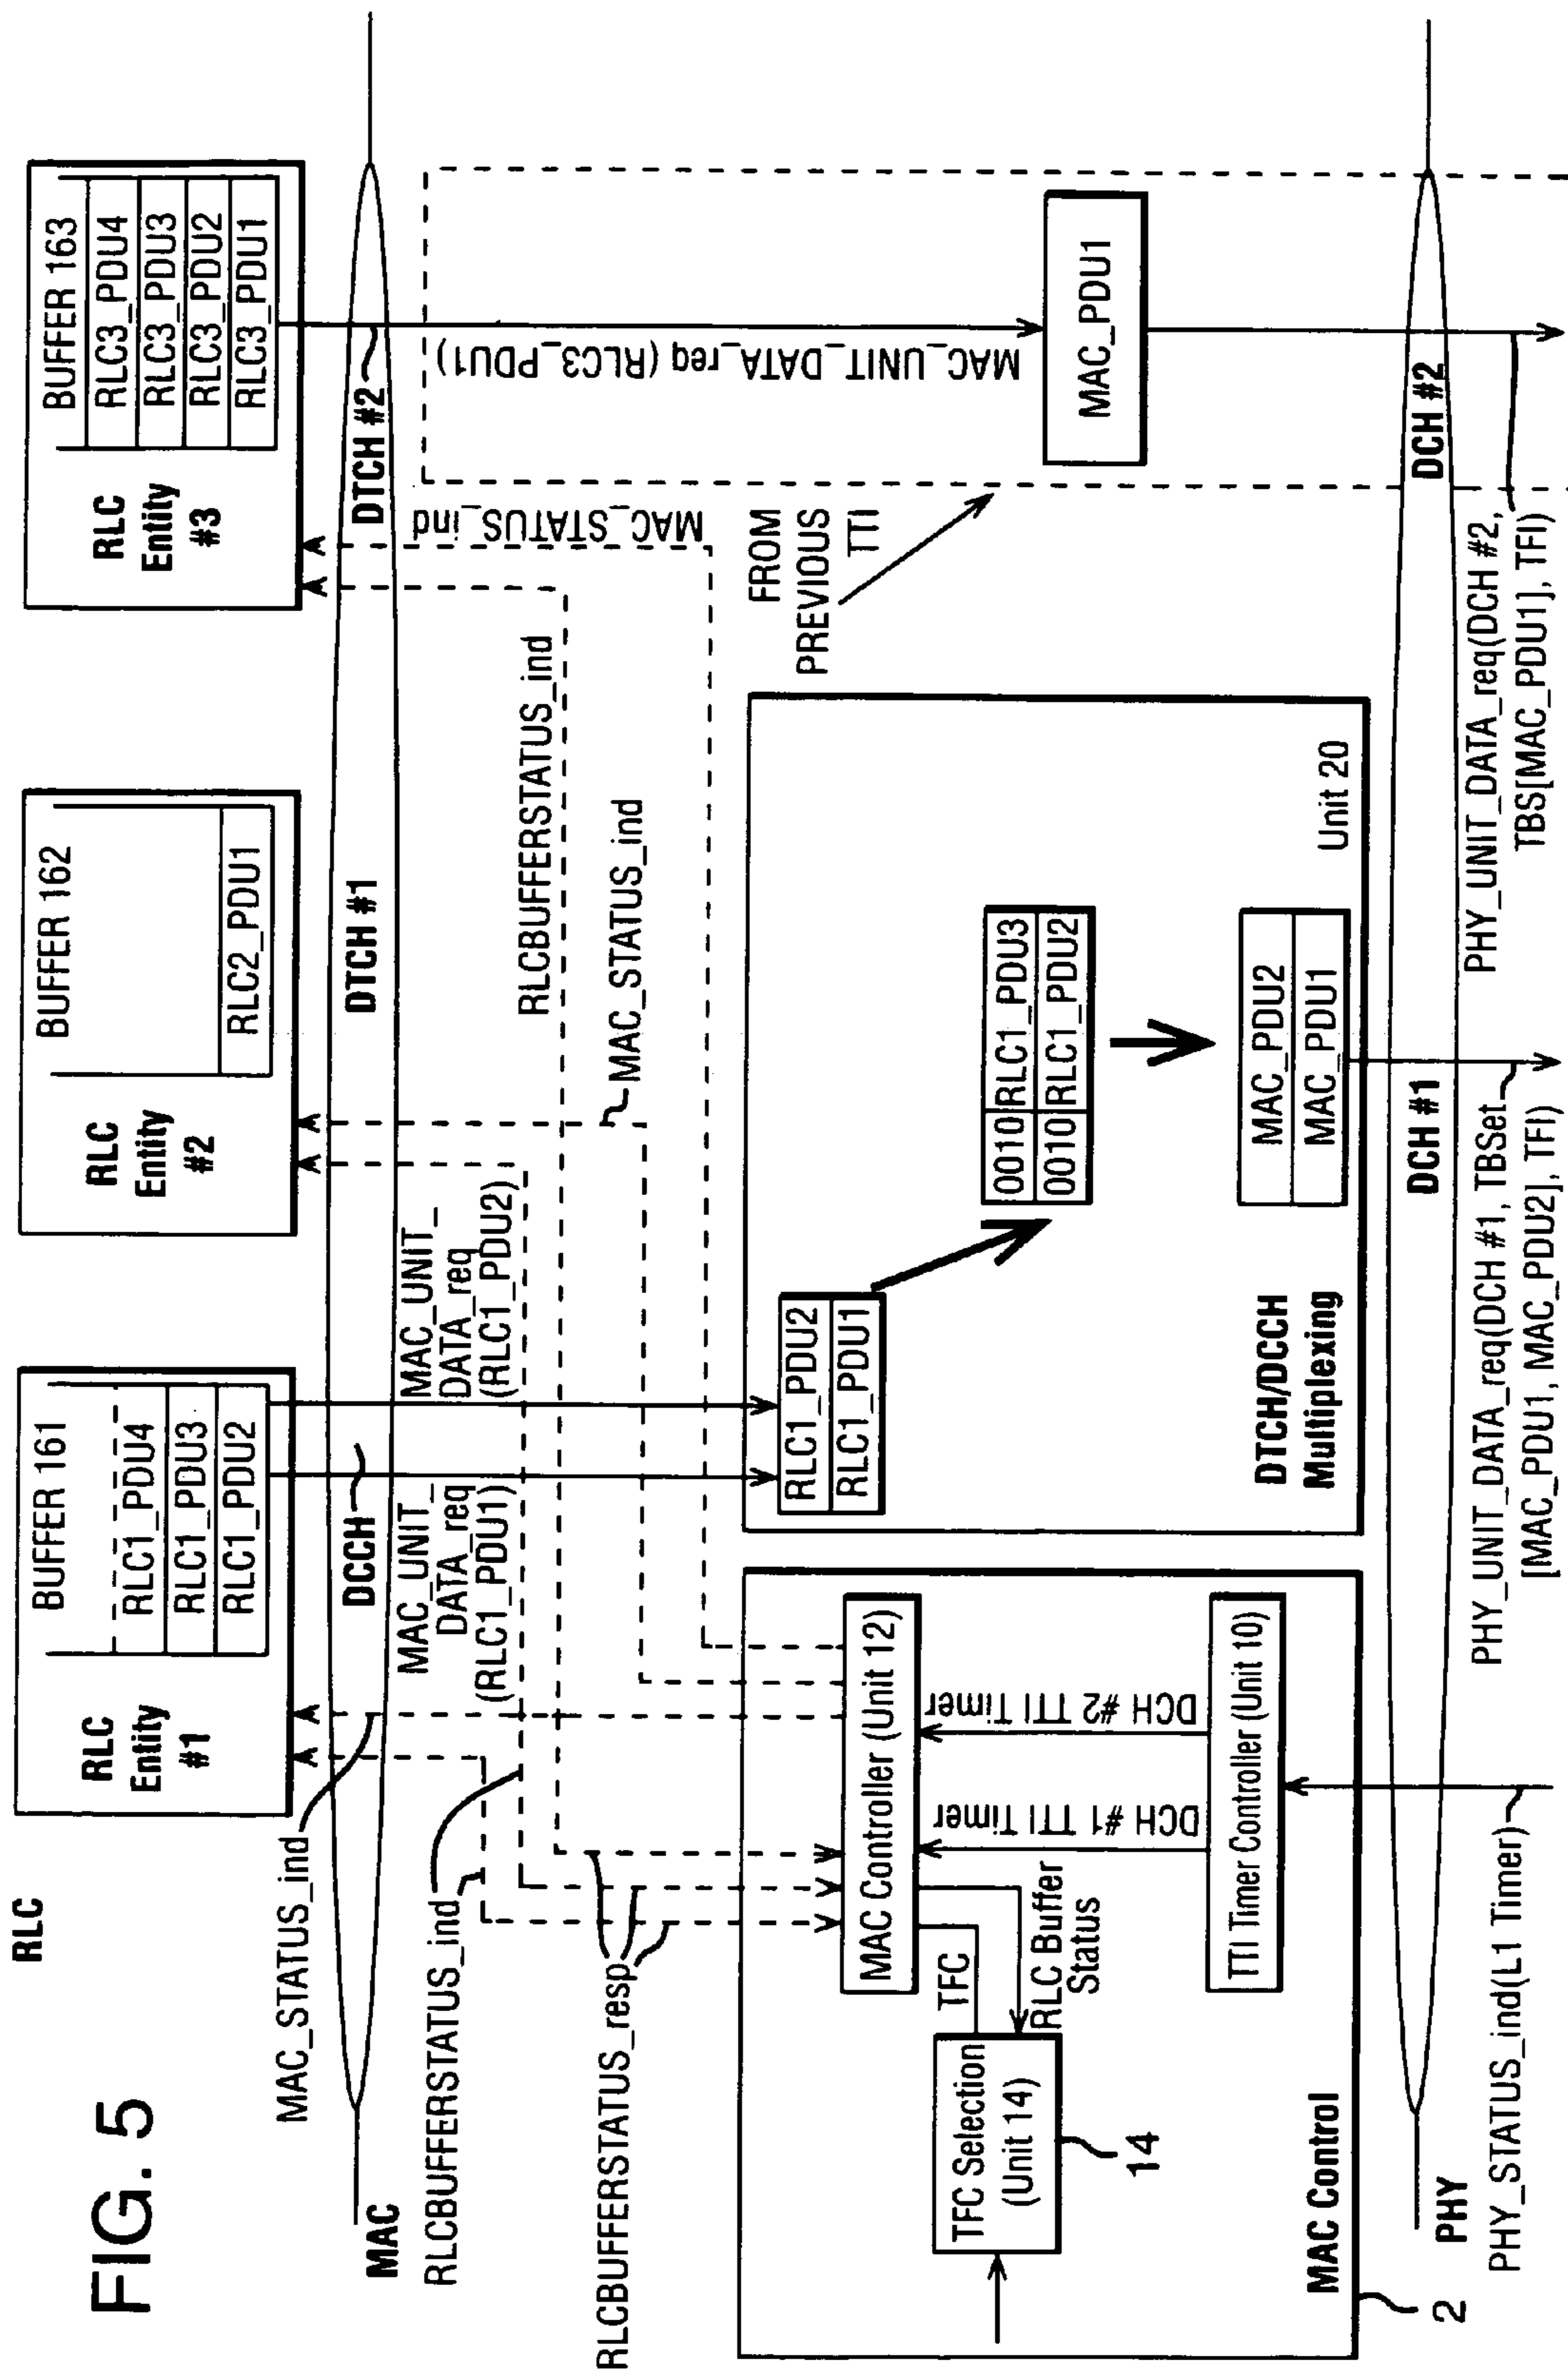 FIG. 5
RLC
RLC
Entity
#1
BUFFER 161
RLC1_PDU4
RLC1_PDU3
RLC1_PDU2
RLC
Entity
#2
BUFFER 162
RLC2_PDU1
RLC
Entity
#3
BUFFER 163
RLC3_PDU4
RLC3_PDU3
RLC3_PDU2
RLC3_PDU1
MAC_STATUS_ind
DCCH
DTCH #1
DTCH #2
MAC
RLCBUFFERSTATUS_ind
MAC_UNIT_
DATA_req
(RLC1_PDU1)
MAC_UNIT_
DATA_req
(RLC1_PDU2)
RLCBUFFERSTATUS_ind
MAC_STATUS_ind
MAC_STATUS_ind
MAC_UNIT_DATA_req (RLC3_PDU1)
RLCBUFFERSTATUS_resp
FROM
PREVIOUS
TTI
MAC Controller (Unit 12)
TFC
RLC Buffer
Status
TFC Selection
(Unit 14)
14
DCH #1 TTI Timer
DCH #2 TTI Timer
TTI Timer Controller (Unit 10)
MAC Control
2
RLC1_PDU2
RLC1_PDU1
0010 RLC1_PDU3
0010 RLC1_PDU2
MAC_PDU2
MAC_PDU1
DTCH/DCCH
Multiplexing
Unit 20
MAC_PDU1
PHY
DCH #1
DCH #2
PHY_STATUS_ind(L1 Timer)
PHY_UNIT_DATA_req(DCH #1, TBSet
[MAC_PDU1, MAC_PDU2], TFI)
PHY_UNIT_DATA_req(DCH #2,
TBS[MAC_PDU1], TFI)